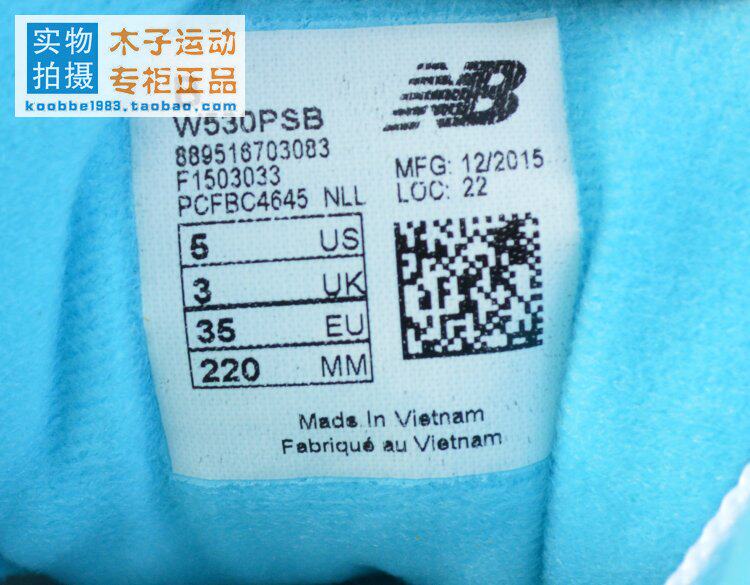 实物拍摄
木子运动
专柜正品
koobbe1983.taobao.com
NB
W530PSB
889516703083
F1503033
PCFBC4645 NLL
MFG: 12/2015
LOC: 22
5 US
3 UK
35 EU
220 MM
Made In Vietnam
Fabriqué au Vietnam